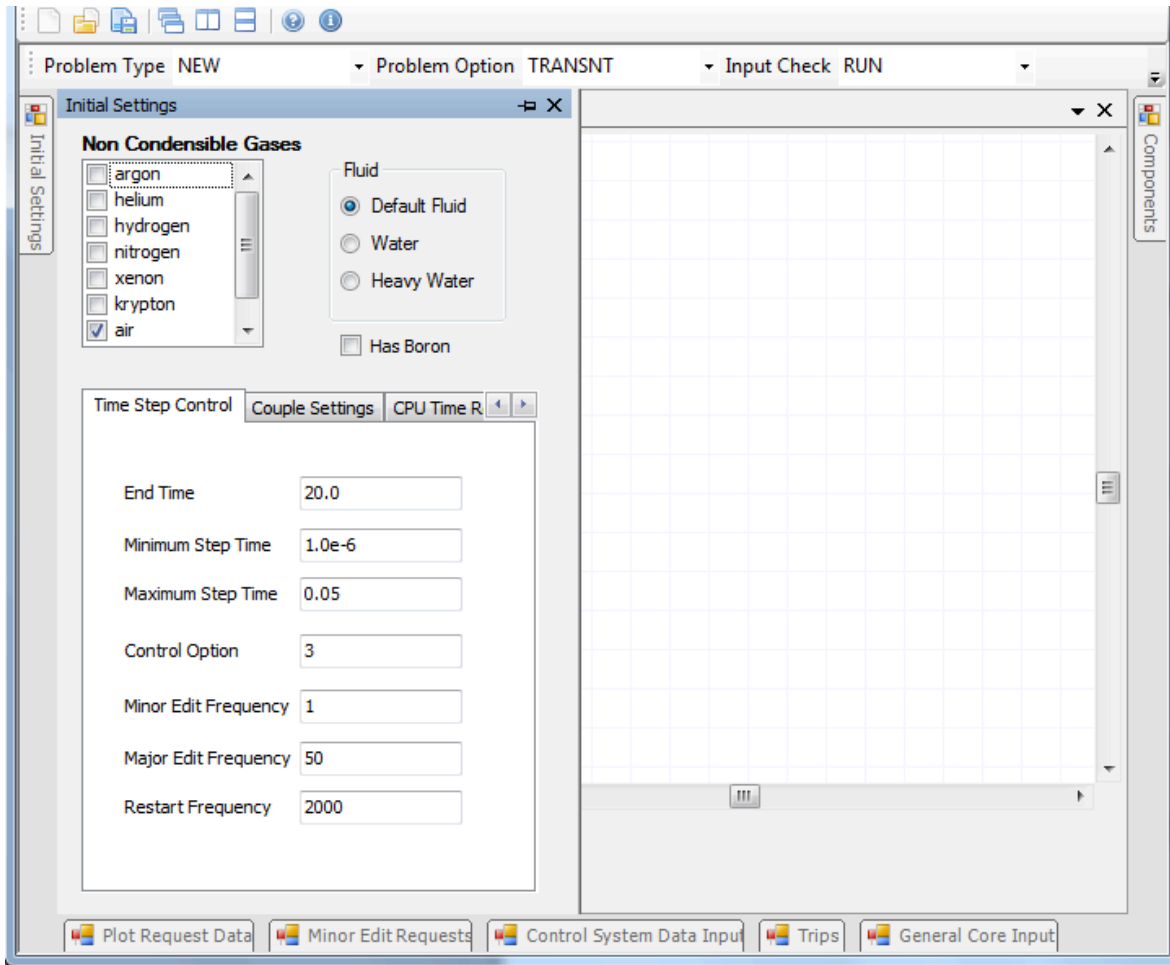 Problem Type NEW Problem Option TRANSNT Input Check RUN
Initial Settings
Initial Settings
Components
Non Condensible Gases
argon
helium
hydrogen
nitrogen
xenon
krypton
air
Fluid
Default Fluid
Water
Heavy Water
Has Boron
Time Step Control Couple Settings CPU Time R
End Time 20.0
Minimum Step Time 1.0e-6
Maximum Step Time 0.05
Control Option 3
Minor Edit Frequency 1
Major Edit Frequency 50
Restart Frequency 2000
Plot Request Data Minor Edit Requests Control System Data Input Trips General Core Input